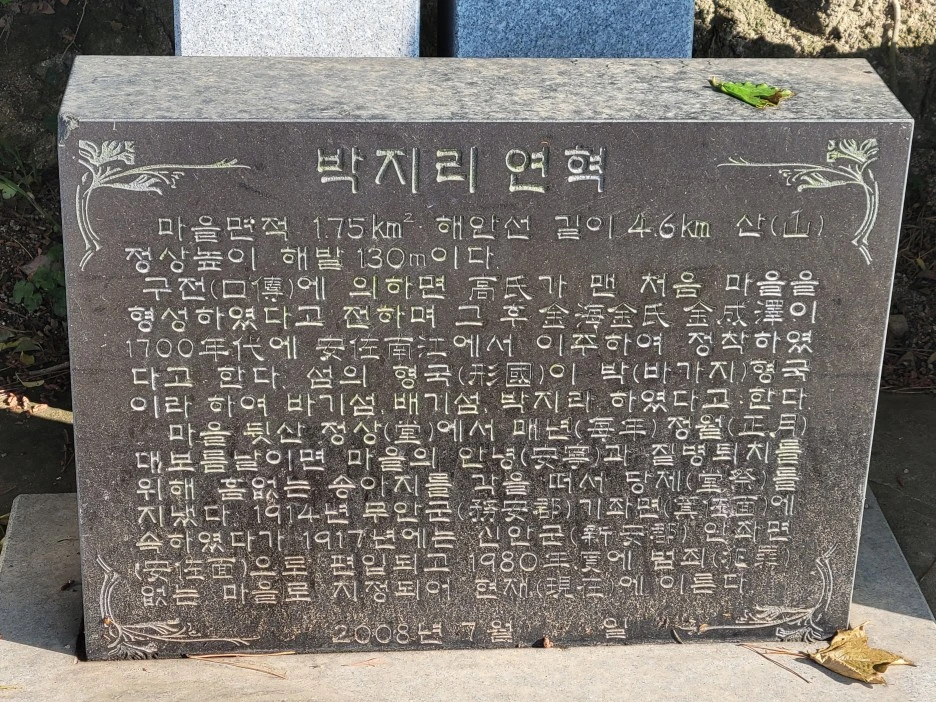 박지리 연혁
마을면적 1.75km² 해안선 길이 4.6km 산(山)
정상높이 해발 130m이다
구전(口傳)에 의하면 高氏가 맨 처음 마을을
형성하였다고 전하며 그 후 金海金氏 金成澤이
1700年代에 安佐南江에서 이주하여 정착하였
다고 한다. 섬의 형국(形國)이 박(바가지)형국
이라 하여 바기섬, 배기섬, 박지라 하였다고 한다.
마을 뒷산 정상(堂)에서 매년(每年) 정월(正月)
대보름날이면 마을의 안녕(安寧)과 질병퇴치를
위해 흠없는 송아지를 각을 떠서 당제(堂祭)를
지냈다 1914년 무안군(務安郡)기좌면(箕佐面)에
속하였다가 1917년에는 신안군(新安郡) 안좌면
(安佐面)으로 편입되고 1980年頃에 범죄(犯罪)
없는 마을로 지정되어 현재(現在)에 이른다
2008년 7월 일